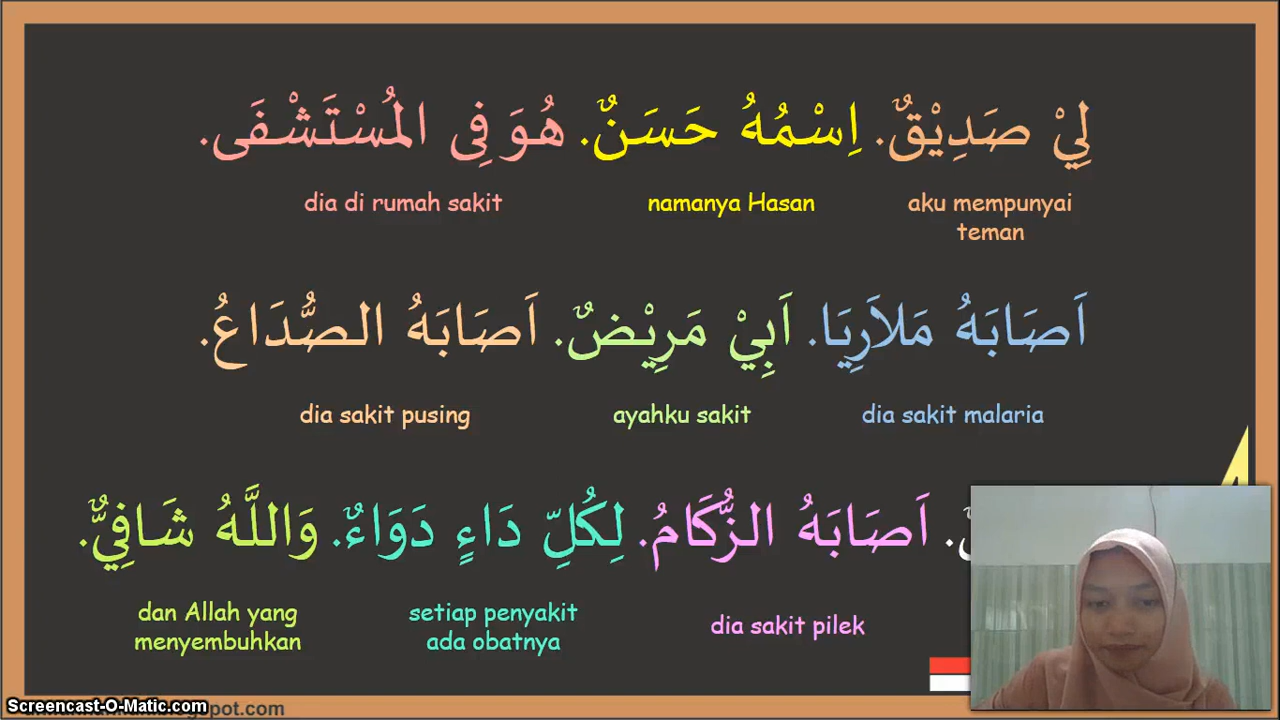 لِيْ صَدِيْقٌ. اِسْمُهُ حَسَنٌ. هُوَ فِى الْمُسْتَشْفَى.
aku mempunyai teman
namanya Hasan
dia di rumah sakit
اَصَابَهُ مَلاَرِيَا. اَبِيْ مَرِيْضٌ. اَصَابَهُ الصُّدَاعُ.
dia sakit malaria
ayahku sakit
dia sakit pusing
اَصَابَهُ الزُّكَامُ. لِكُلِّ دَاءٍ دَوَاءٌ. وَاللَّهُ شَافِيٌّ.
dia sakit pilek
setiap penyakit ada obatnya
dan Allah yang menyembuhkan
Screencast-O-Matic.com